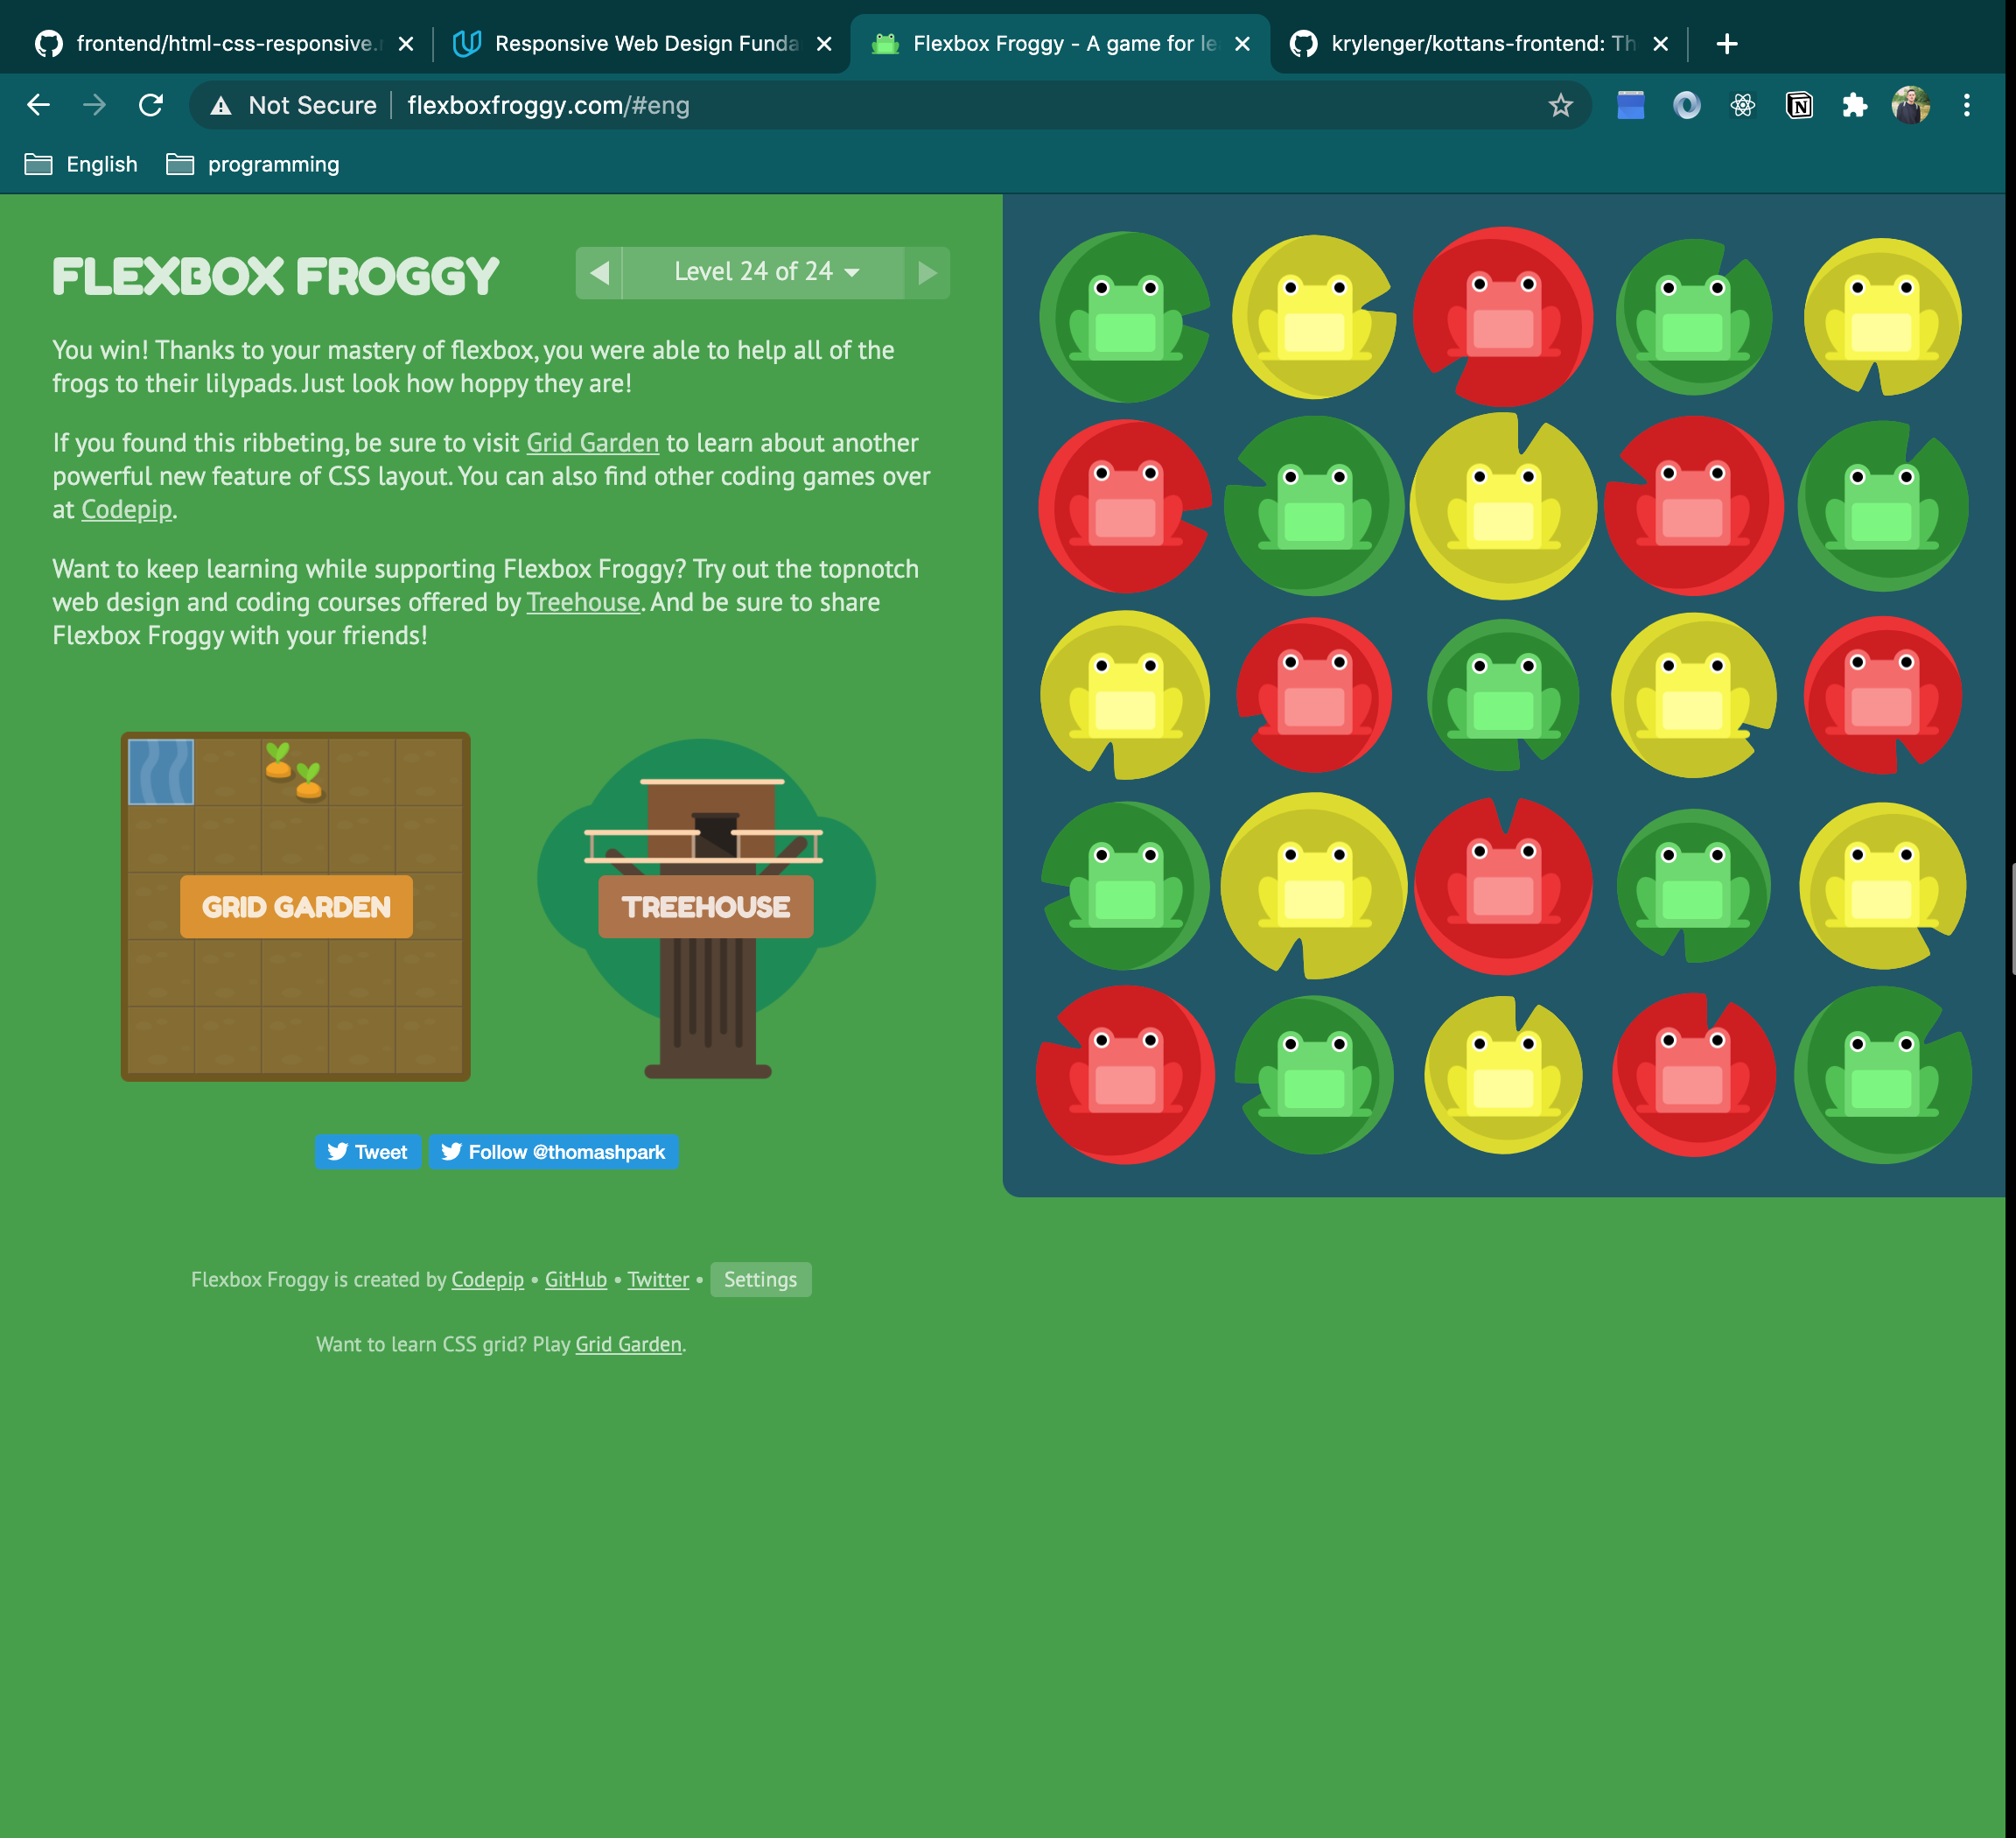 frontend/html-css-responsive.
Responsive Web Design Funda
Flexbox Froggy - A game for le
krylenger/kottans-frontend: Th
Not Secure
flexboxfroggy.com/#eng
English
programming
FLEXBOX FROGGY
Level 24 of 24
You win! Thanks to your mastery of flexbox, you were able to help all of the
frogs to their lilypads. Just look how hoppy they are!
If you found this ribbeting, be sure to visit Grid Garden to learn about another
powerful new feature of CSS layout. You can also find other coding games over
at Codepip.
Want to keep learning while supporting Flexbox Froggy? Try out the topnotch
web design and coding courses offered by Treehouse. And be sure to share
Flexbox Froggy with your friends!
GRID GARDEN
TREEHOUSE
Tweet
Follow @thomashpark
Flexbox Froggy is created by Codepip • GitHub • Twitter • Settings
Want to learn CSS grid? Play Grid Garden.